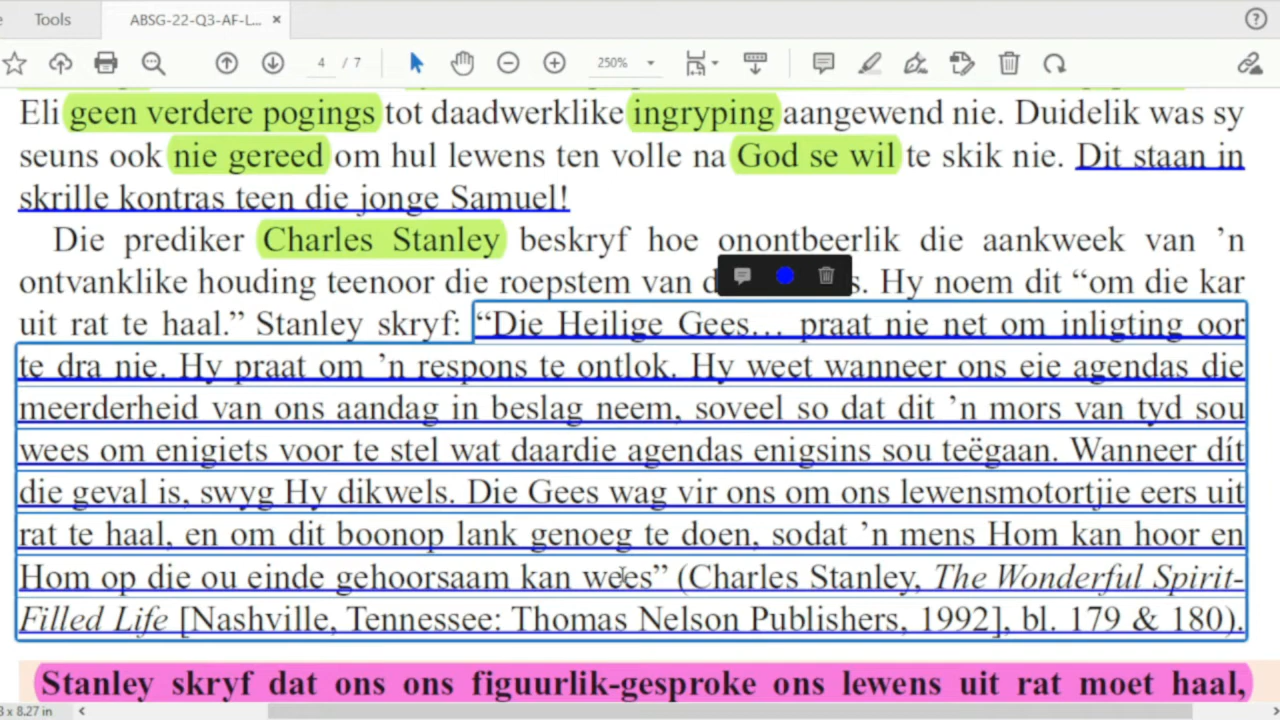 Tools
ABSG-22-Q3-AF-L... ×
4 / 7
250%
Eli geen verdere pogings tot daadwerklike ingryping aangewend nie. Duidelik was sy
seuns ook nie gereed om hul lewens ten volle na God se wil te skik nie. Dit staan in
skrille kontras teen die jonge Samuel!
Die prediker Charles Stanley beskryf hoe onontbeerlik die aankweek van ’n
ontvanklike houding teenoor die roepstem van d s. Hy noem dit “om die kar
uit rat te haal.” Stanley skryf: “Die Heilige Gees… praat nie net om inligting oor
te dra nie. Hy praat om ’n respons te ontlok. Hy weet wanneer ons eie agendas die
meerderheid van ons aandag in beslag neem, soveel so dat dit ’n mors van tyd sou
wees om enigiets voor te stel wat daardie agendas enigsins sou teëgaan. Wanneer dít
die geval is, swyg Hy dikwels. Die Gees wag vir ons om ons lewensmotortjie eers uit
rat te haal, en om dit boonop lank genoeg te doen, sodat ’n mens Hom kan hoor en
Hom op die ou einde gehoorsaam kan wees” (Charles Stanley, The Wonderful Spirit-
Filled Life [Nashville, Tennessee: Thomas Nelson Publishers, 1992], bl. 179 & 180).
Stanley skryf dat ons ons figuurlik-gesproke ons lewens uit rat moet haal,
x 8.27 in